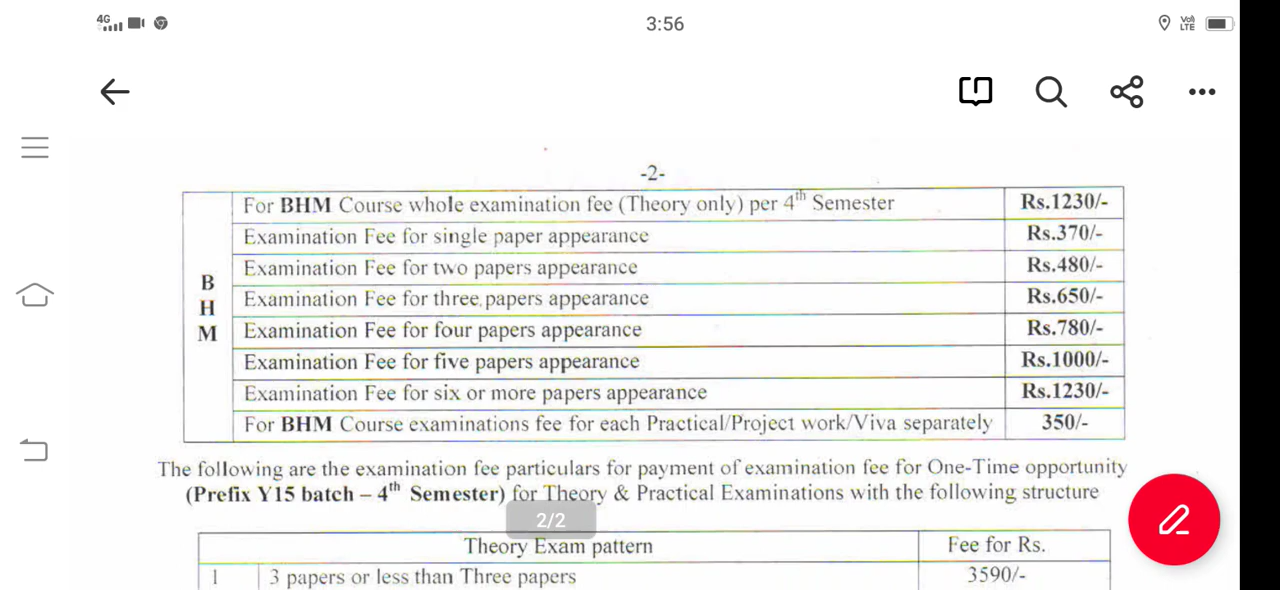 4G
3:56
Vo)
LTE
-2-
For BHM Course whole examination fee (Theory only) per 4th Semester Rs.1230/-
Examination Fee for single paper appearance Rs.370/-
Examination Fee for two papers appearance Rs.480/-
Examination Fee for three papers appearance Rs.650/-
Examination Fee for four papers appearance Rs.780/-
Examination Fee for five papers appearance Rs.1000/-
Examination Fee for six or more papers appearance Rs.1230/-
For BHM Course examinations fee for each Practical/Project work/Viva separately 350/-
B
H
M
The following are the examination fee particulars for payment of examination fee for One-Time opportunity
(Prefix Y15 batch – 4th Semester) for Theory & Practical Examinations with the following structure
2/2
Theory Exam pattern Fee for Rs.
1 3 papers or less than Three papers 3590/-